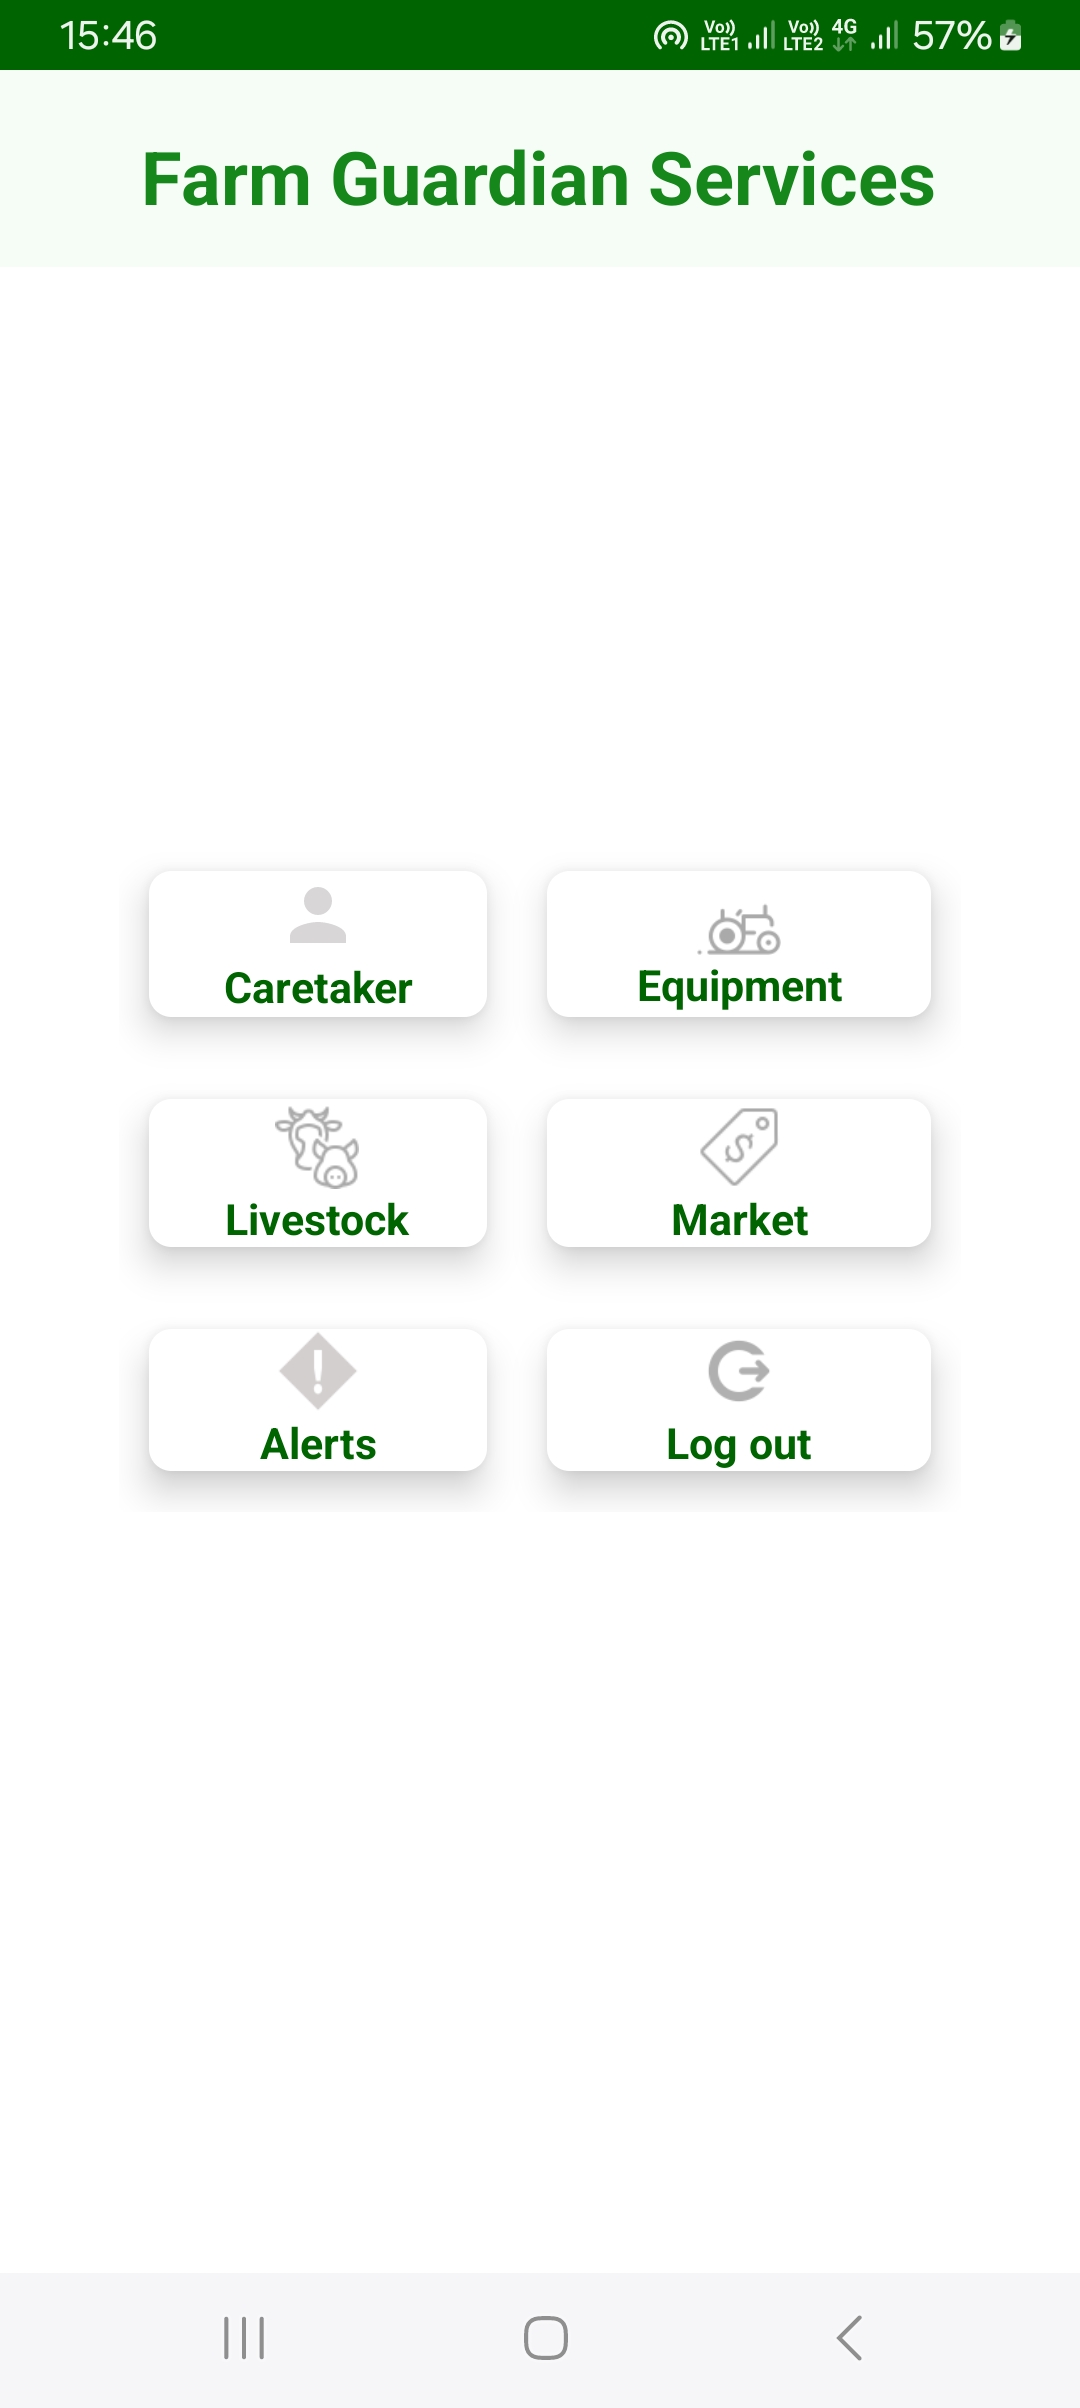 15:46 Vo)) LTE1 Vo)) LTE2 4G 57%
Farm Guardian Services
Caretaker Equipment
Livestock Market
Alerts Log out